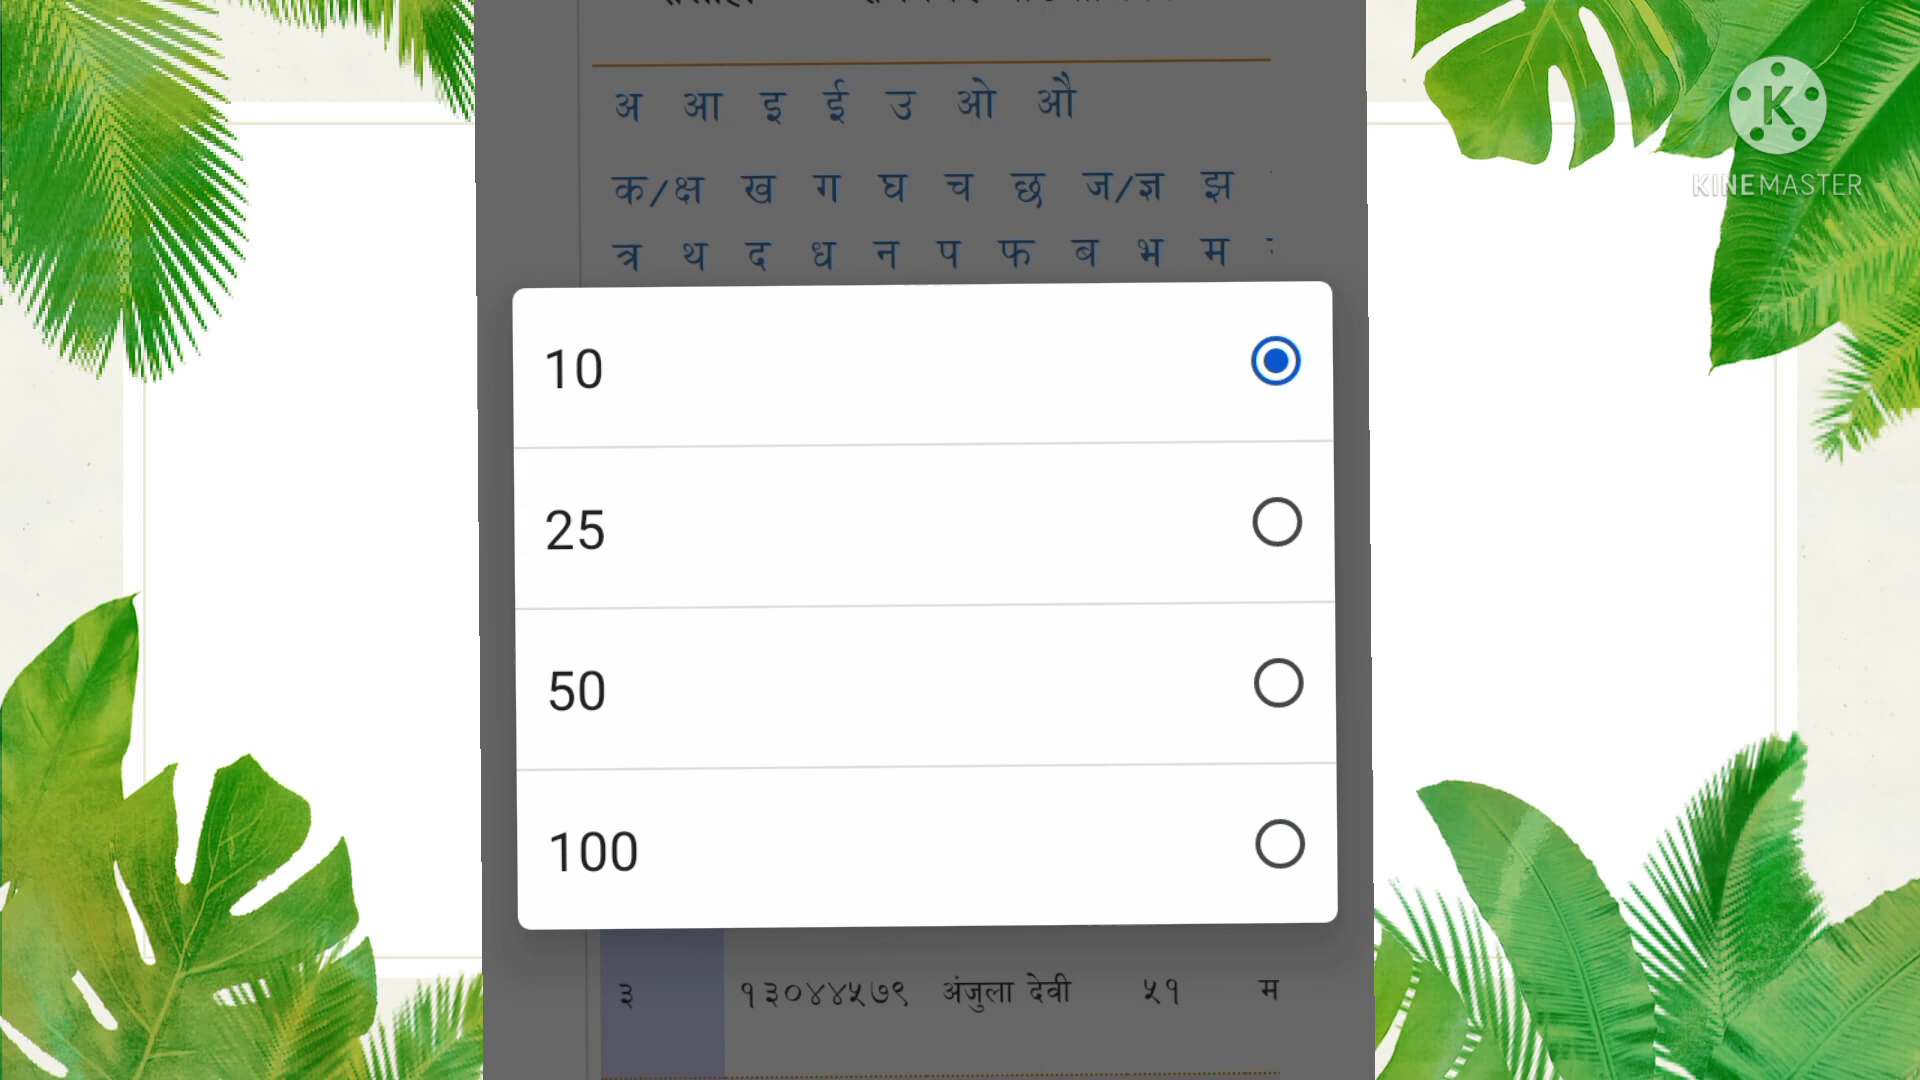 अ आ इ ई उ ओ औ
क/क्ष ख ग घ च छ ज/ज्ञ झ
त्र थ द ध न प फ ब भ म
10
25
50
100
३ १३०४४५७९ अंजुला देवी ५१ म
K
KINEMASTER